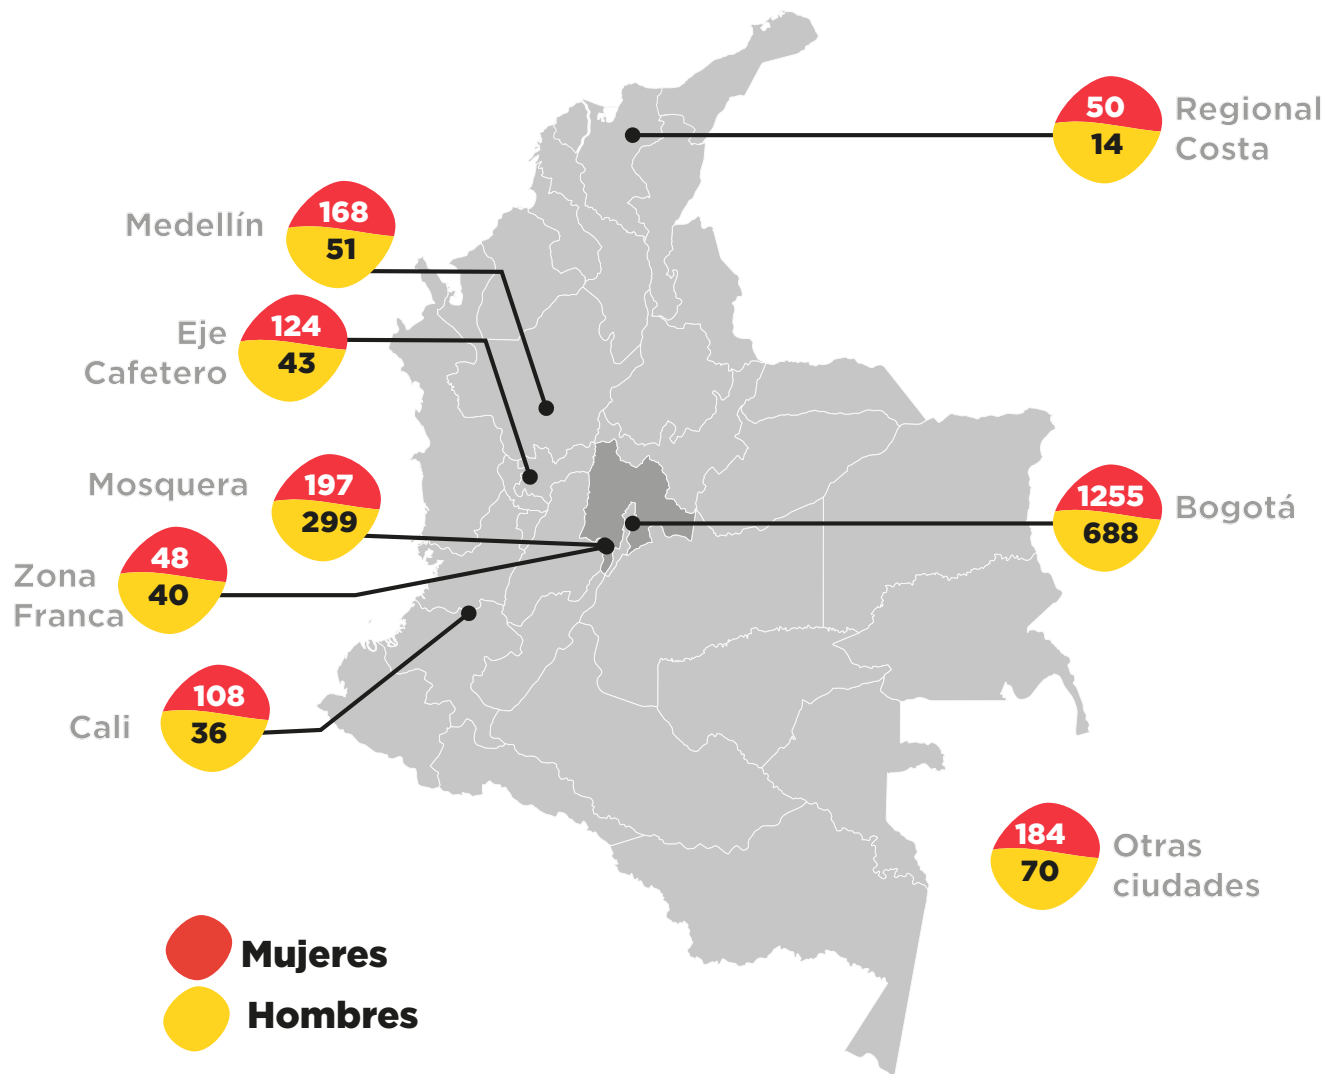 50
14
Regional
Costa
Medellín
168
51
Eje
Cafetero
124
43
Mosquera
197
299
1255
688
Bogotá
Zona
Franca
48
40
Cali
108
36
184
70
Otras
ciudades
Mujeres
Hombres